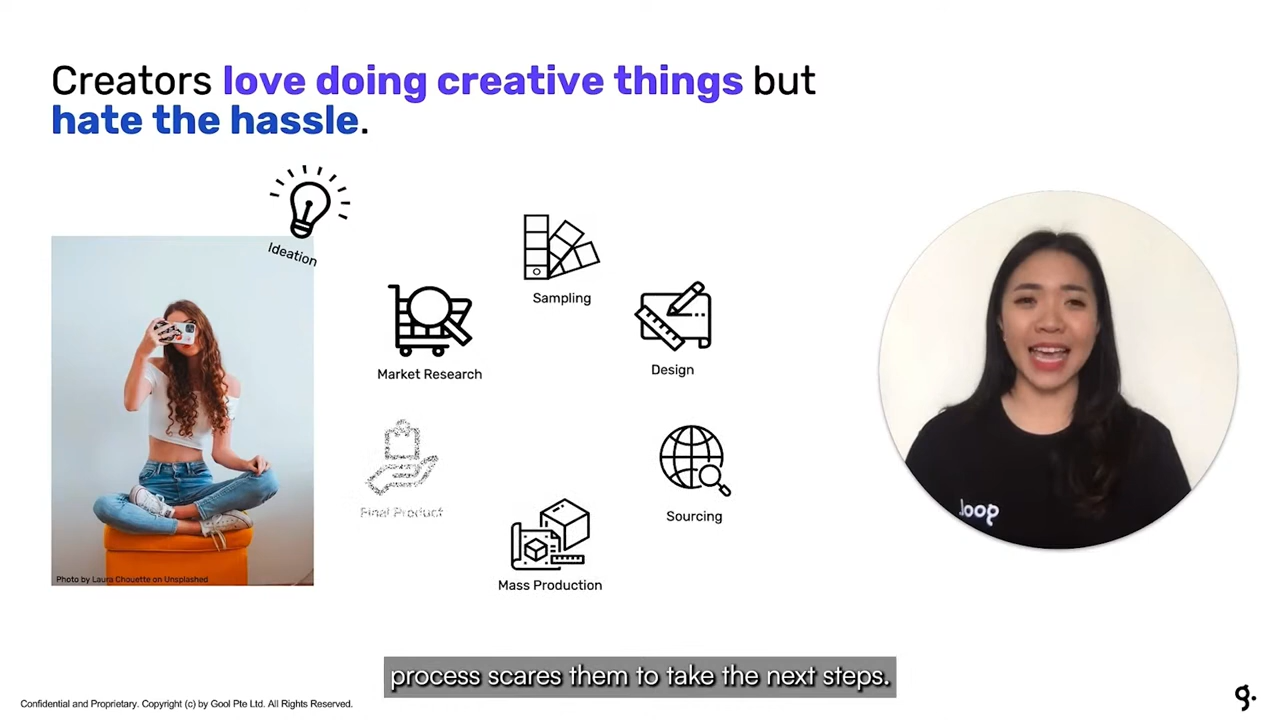 Creators love doing creative things but
hate the hassle.
Ideation
Sampling
Market Research
Design
Final Product
Sourcing
Mass Production
loop
Photo by Laura Chouette on Unsplashed
process scares them to take the next steps.
Confidential and Proprietary. Copyright (c) by Gool Pte Ltd. All Rights Reserved.
g.